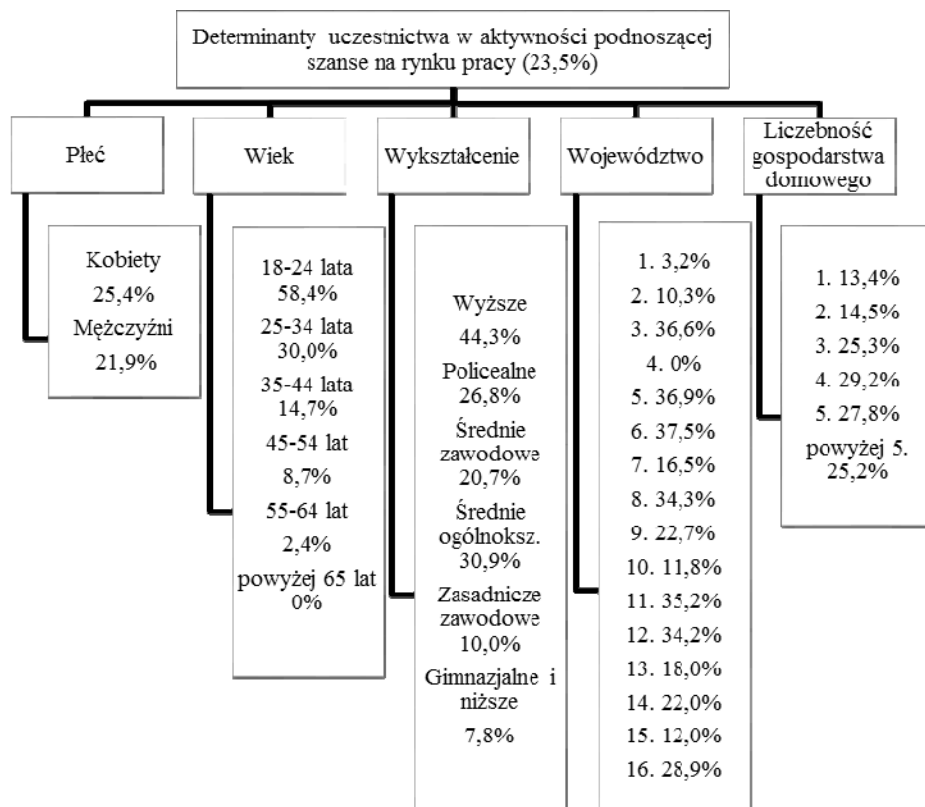 Determinanty uczestnictwa w aktywności podnoszącej
szanse na rynku pracy (23,5%)
Płeć
Wiek
Wykształcenie
Województwo
Liczebność
gospodarstwa
domowego
Kobiety
25,4%
Mężczyźni
21,9%
18-24 lata
58,4%
25-34 lata
30,0%
35-44 lata
14,7%
45-54 lat
8,7%
55-64 lat
2,4%
powyżej 65 lat
0%
Wyższe
44,3%
Policealne
26,8%
Średnie
zawodowe
20,7%
Średnie
ogólnoksz.
30,9%
Zasadnicze
zawodowe
10,0%
Gimnazjalne i
niższe
7,8%
1. 3,2%
2. 10,3%
3. 36,6%
4. 0%
5. 36,9%
6. 37,5%
7. 16,5%
8. 34,3%
9. 22,7%
10. 11,8%
11. 35,2%
12. 34,2%
13. 18,0%
14. 22,0%
15. 12,0%
16. 28,9%
1. 13,4%
2. 14,5%
3. 25,3%
4. 29,2%
5. 27,8%
powyżej 5.
25,2%